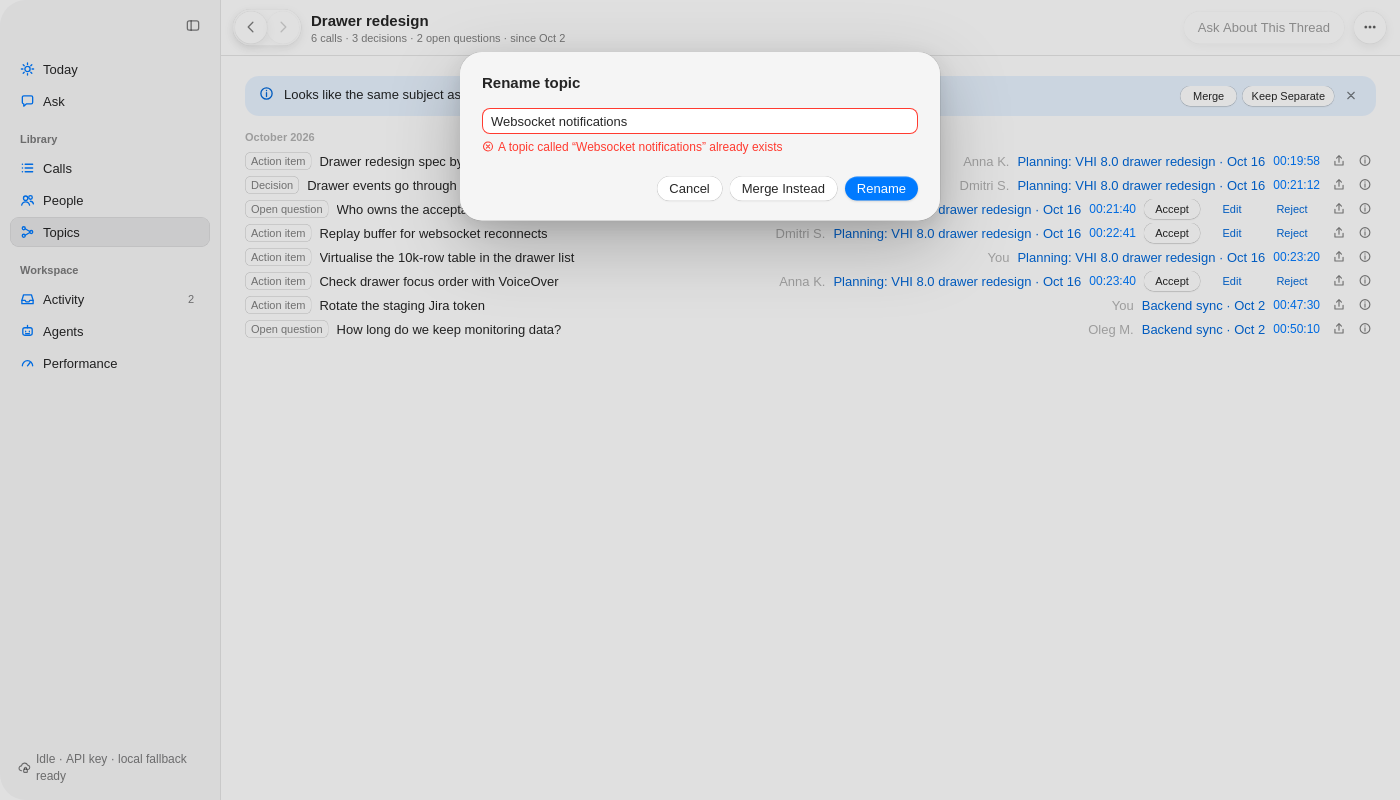 Drawer redesign
6 calls · 3 decisions · 2 open questions · since Oct 2
Ask About This Thread
Today
Ask
Library
Calls
People
Topics
Workspace
Activity 2
Agents
Performance
Idle · API key · local fallback
ready
Rename topic
Websocket notifications
A topic called “Websocket notifications” already exists
Cancel Merge Instead Rename
Looks like the same subject as
Merge Keep Separate
October 2026
Action item Drawer redesign spec by Anna K. Planning: VHI 8.0 drawer redesign · Oct 16 00:19:58
Decision Drawer events go through Dmitri S. Planning: VHI 8.0 drawer redesign · Oct 16 00:21:12
Open question Who owns the drawer redesign · Oct 16 00:21:40 Accept Edit Reject
Action item Replay buffer for websocket reconnects Dmitri S. Planning: VHI 8.0 drawer redesign · Oct 16 00:22:41 Accept Edit Reject
Action item Virtualise the 10k-row table in the drawer list You Planning: VHI 8.0 drawer redesign · Oct 16 00:23:20
Action item Check drawer focus order with VoiceOver Anna K. Planning: VHI 8.0 drawer redesign · Oct 16 00:23:40 Accept Edit Reject
Action item Rotate the staging Jira token You Backend sync · Oct 2 00:47:30
Open question How long do we keep monitoring data? Oleg M. Backend sync · Oct 2 00:50:10